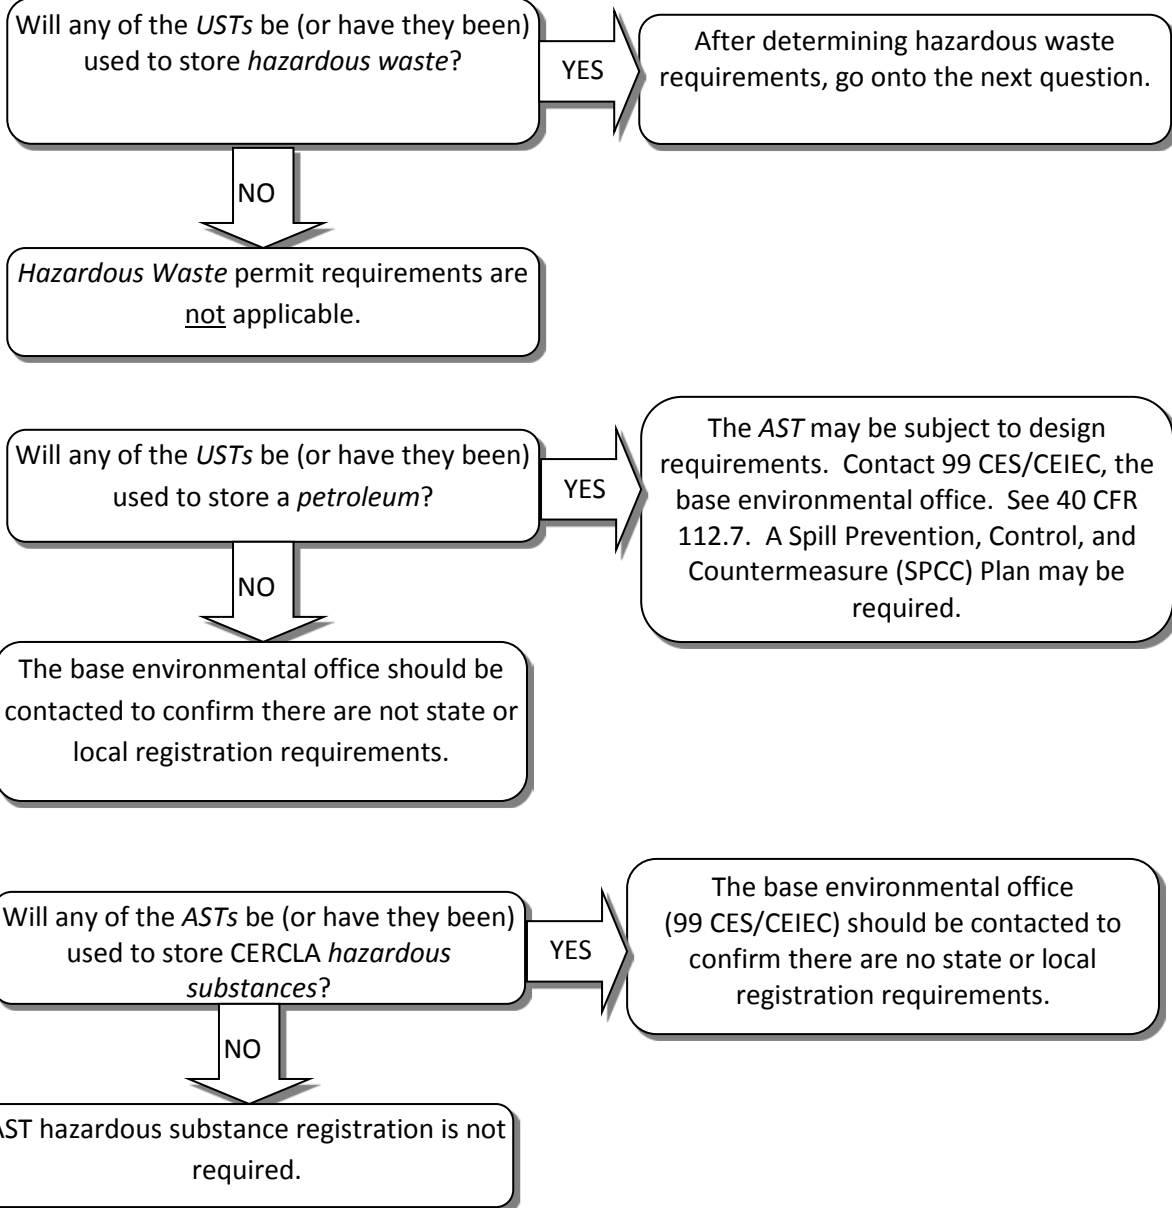 Will any of the USTs be (or have they been)
used to store hazardous waste?
YES
After determining hazardous waste
requirements, go onto the next question.
NO
Hazardous Waste permit requirements are
not applicable.
Will any of the USTs be (or have they been)
used to store a petroleum?
YES
The AST may be subject to design
requirements. Contact 99 CES/CEIEC, the
base environmental office. See 40 CFR
112.7. A Spill Prevention, Control, and
Countermeasure (SPCC) Plan may be
required.
NO
The base environmental office should be
contacted to confirm there are not state or
local registration requirements.
Will any of the ASTs be (or have they been)
used to store CERCLA hazardous
substances?
YES
The base environmental office
(99 CES/CEIEC) should be contacted to
confirm there are no state or local
registration requirements.
NO
AST hazardous substance registration is not
required.